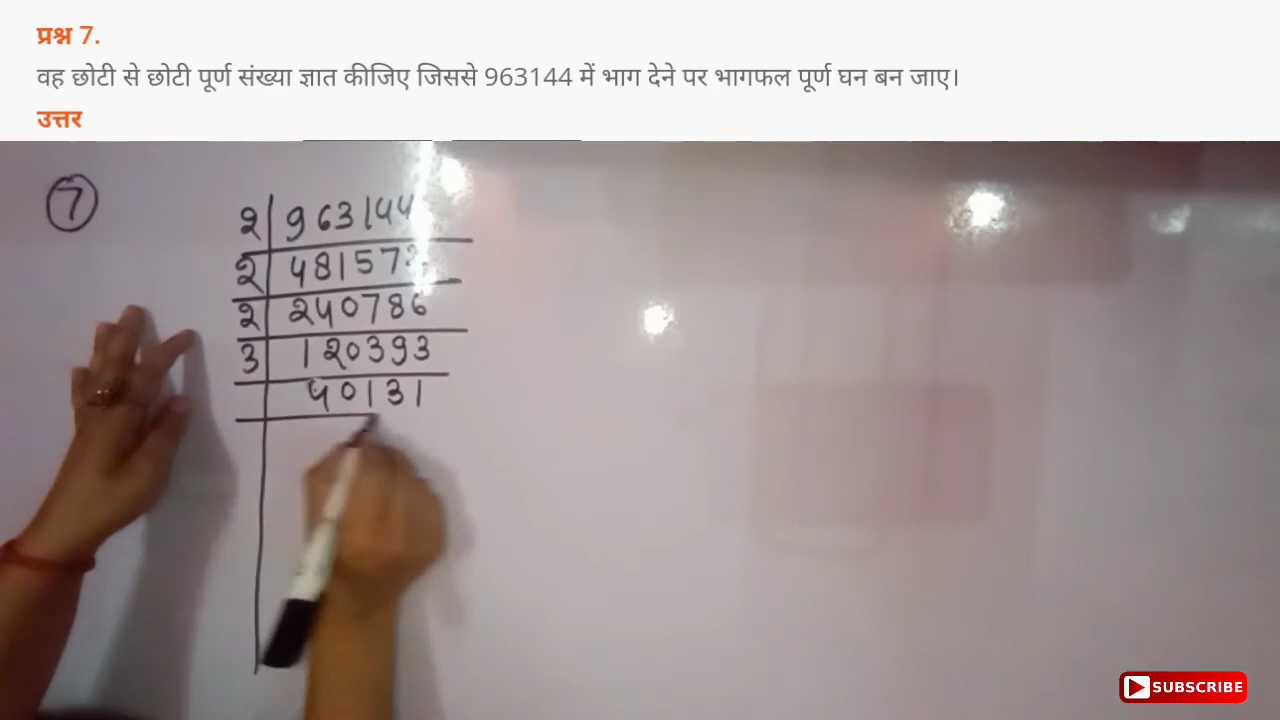 प्रश्न 7.
वह छोटी से छोटी पूर्ण संख्या ज्ञात कीजिए जिससे 963144 में भाग देने पर भागफल पूर्ण घन बन जाए।
उत्तर
7
2 963144
2 48157
2 240786
3 120393
40131
SUBSCRIBE